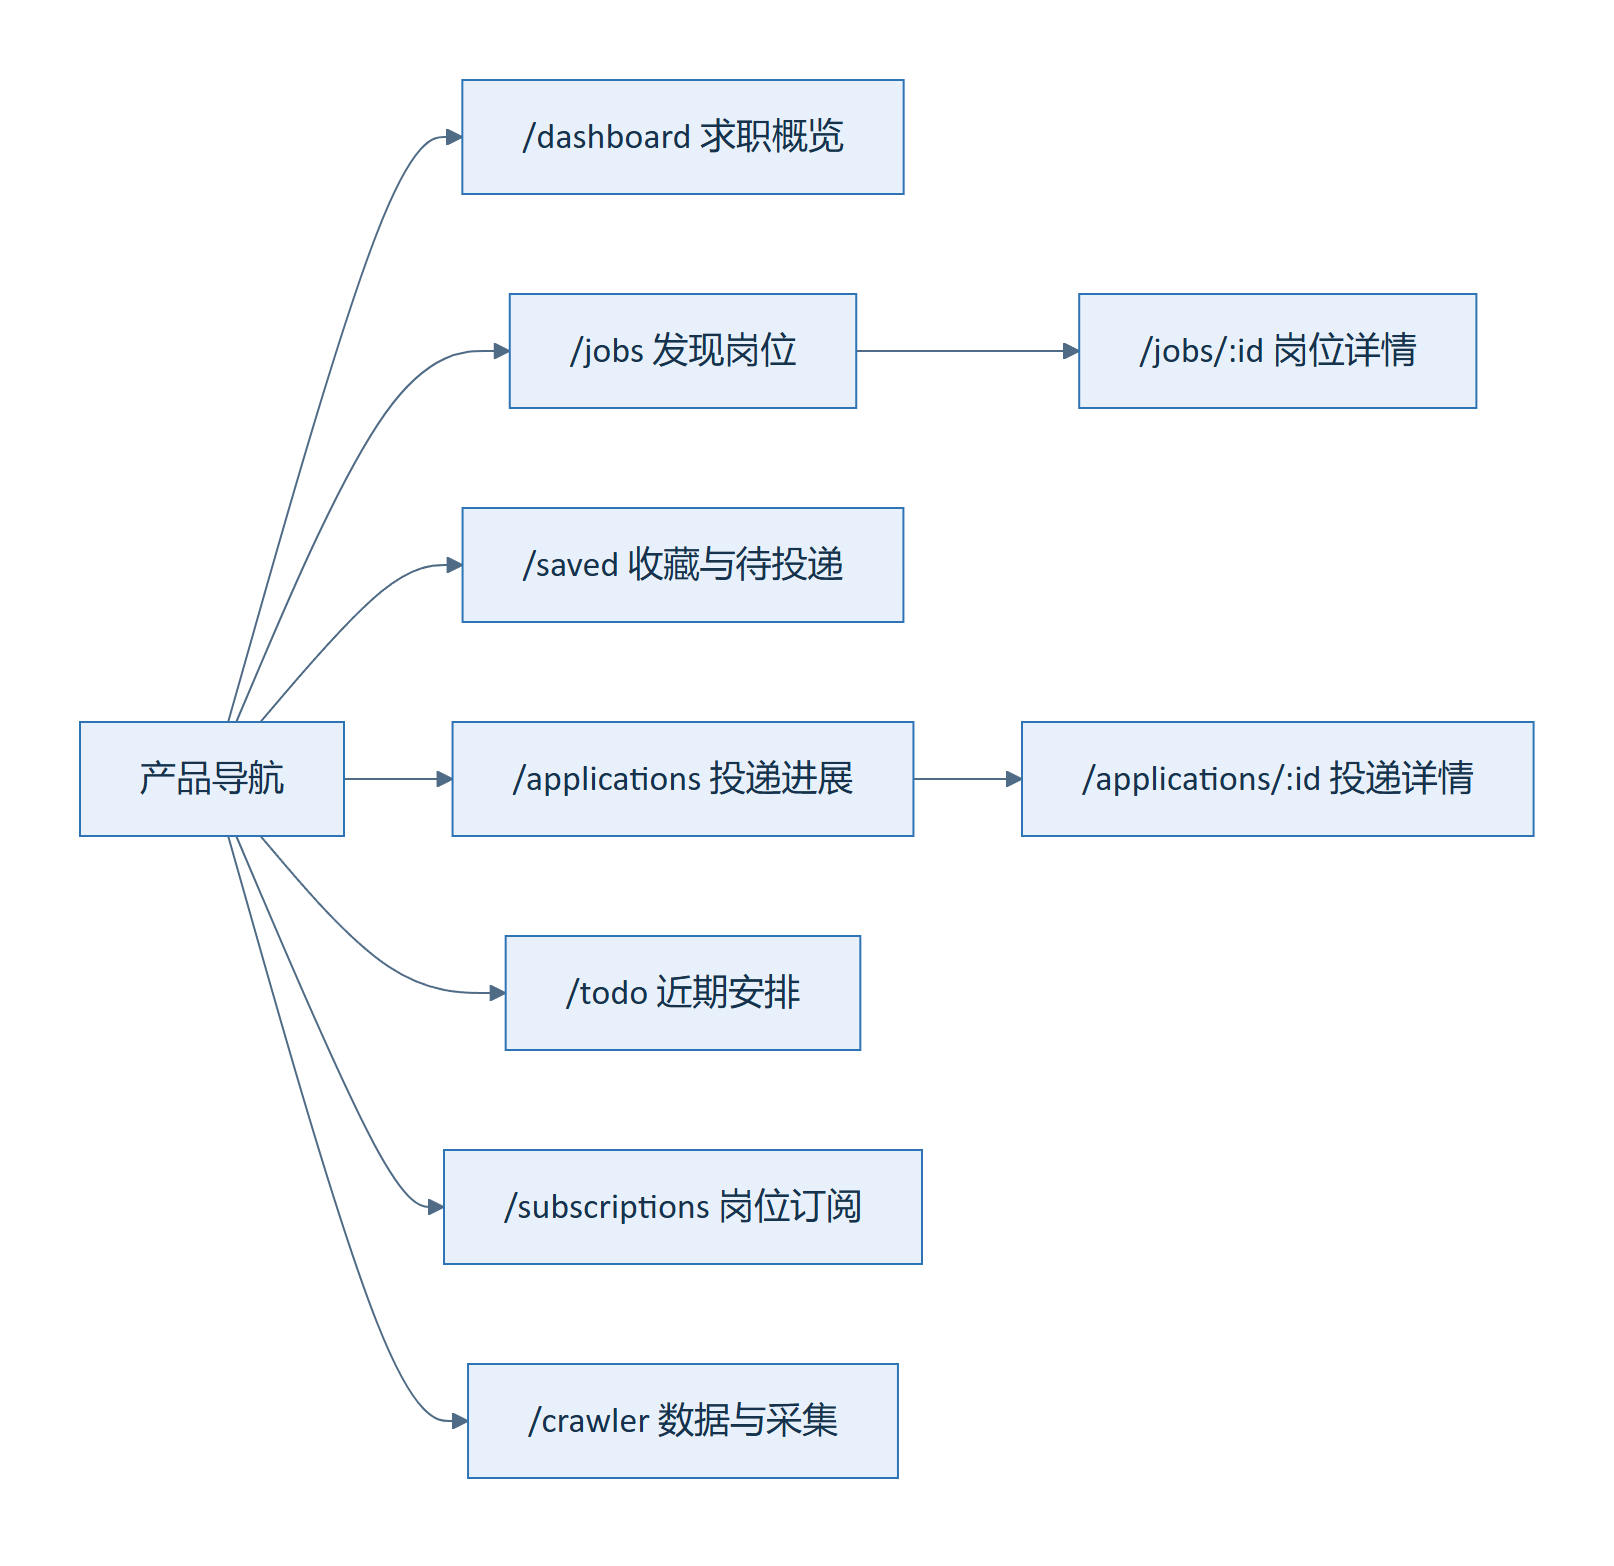 /dashboard 求职概览
/jobs 发现岗位
/jobs/:id 岗位详情
/saved 收藏与待投递
产品导航
/applications 投递进展
/applications/:id 投递详情
/todo 近期安排
/subscriptions 岗位订阅
/crawler 数据与采集